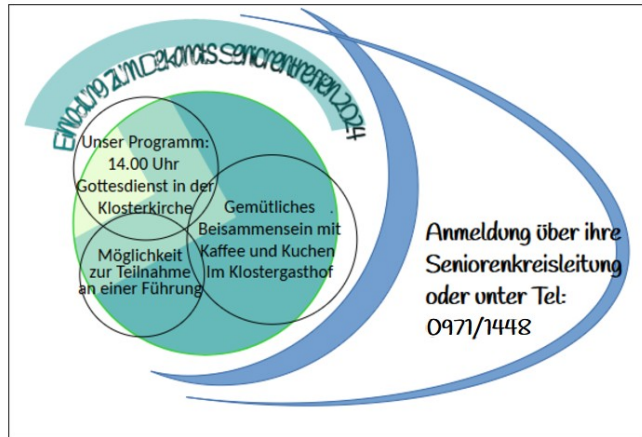 Einladung zum Dekanats Seniorentreffen 2024
Unser Programm:
14.00 Uhr
Gottesdienst in der
Klosterkirche
Gemütliches
Beisammensein mit
Kaffee und Kuchen
Im Klostergasthof
Möglichkeit
zur Teilnahme
an einer Führung
Anmeldung über ihre
Seniorenkreisleitung
oder unter Tel:
0971/1448